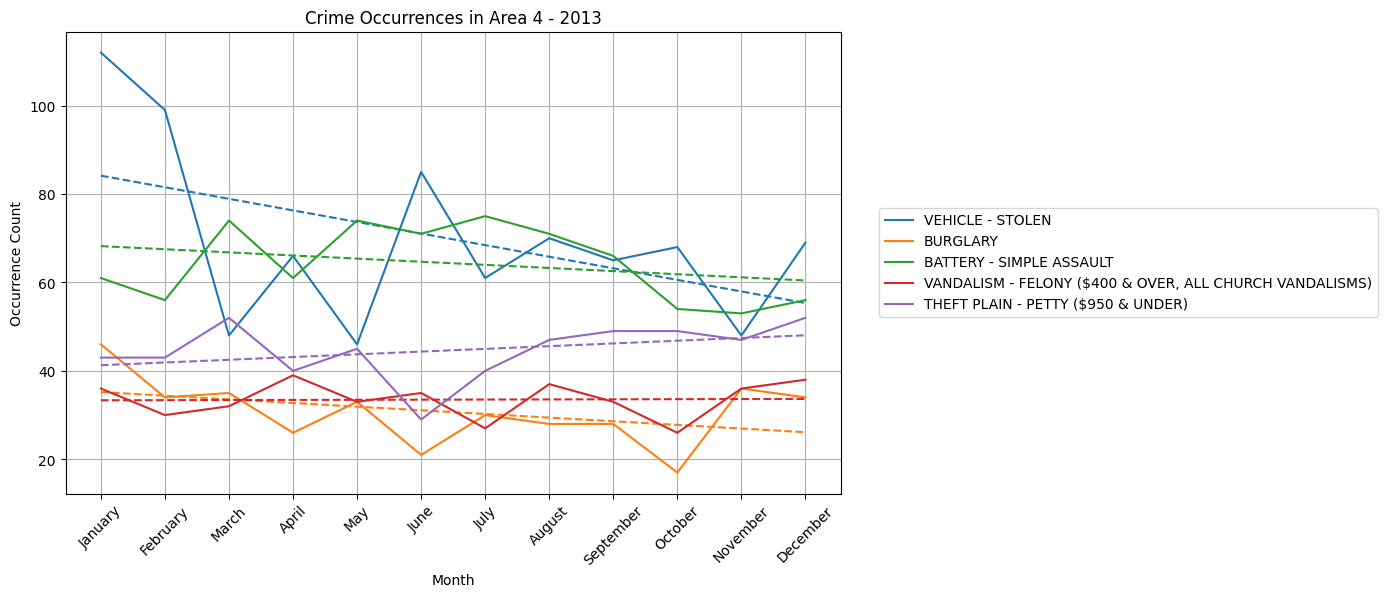 Crime Occurrences in Area 4 - 2013
Occurrence Count
100
80
60
40
20
January
February
March
April
May
June
July
August
September
October
November
December
Month
VEHICLE - STOLEN
BURGLARY
BATTERY - SIMPLE ASSAULT
VANDALISM - FELONY ($400 & OVER, ALL CHURCH VANDALISMS)
THEFT PLAIN - PETTY ($950 & UNDER)